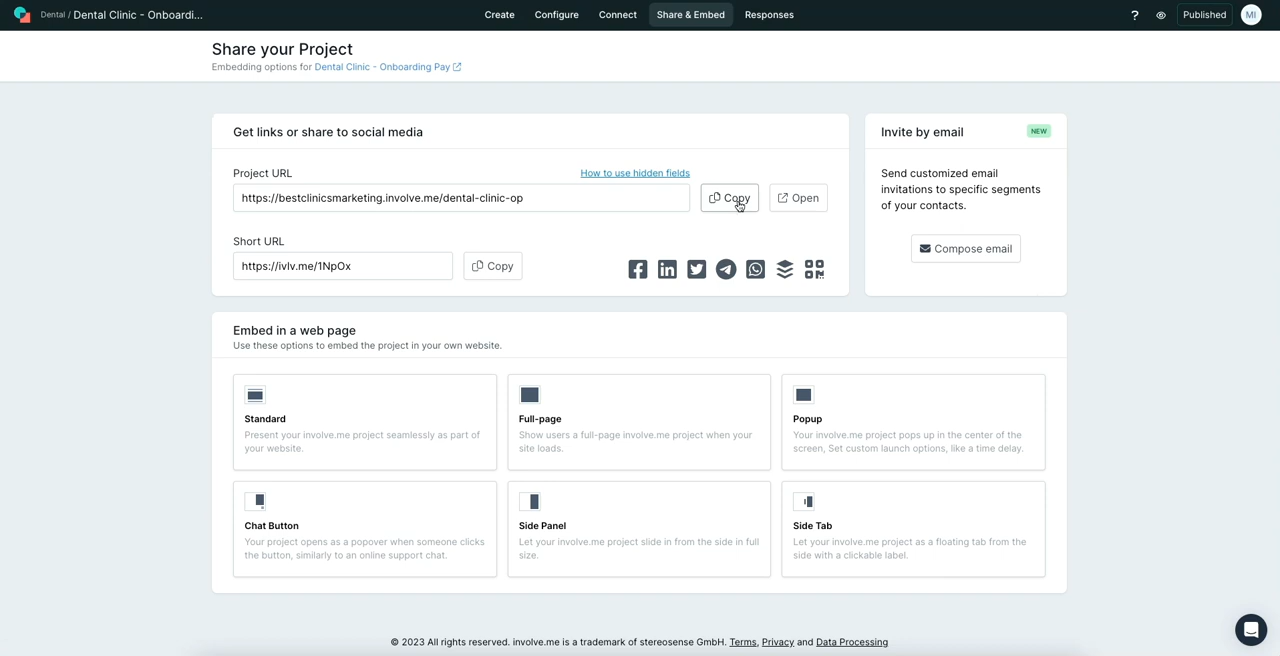 Dental / Dental Clinic - Onboardi...
Create
Configure
Connect
Share & Embed
Responses
?
Published
MI
Share your Project
Embedding options for Dental Clinic - Onboarding Pay
Get links or share to social media
Project URL
How to use hidden fields
https://bestclinicsmarketing.involve.me/dental-clinic-op
Copy
Open
Short URL
https://ivlv.me/1NpOx
Copy
Invite by email
NEW
Send customized email
invitations to specific segments
of your contacts.
Compose email
Embed in a web page
Use these options to embed the project in your own website.
Standard
Present your involve.me project seamlessly as part of
your website.
Full-page
Show users a full-page involve.me project when your
site loads.
Popup
Your involve.me project pops up in the center of the
screen, Set custom launch options, like a time delay.
Chat Button
Your project opens as a popover when someone clicks
the button, similarly to an online support chat.
Side Panel
Let your involve.me project slide in from the side in full
size.
Side Tab
Let your involve.me project as a floating tab from the
side with a clickable label.
© 2023 All rights reserved. involve.me is a trademark of stereosense GmbH. Terms, Privacy and Data Processing